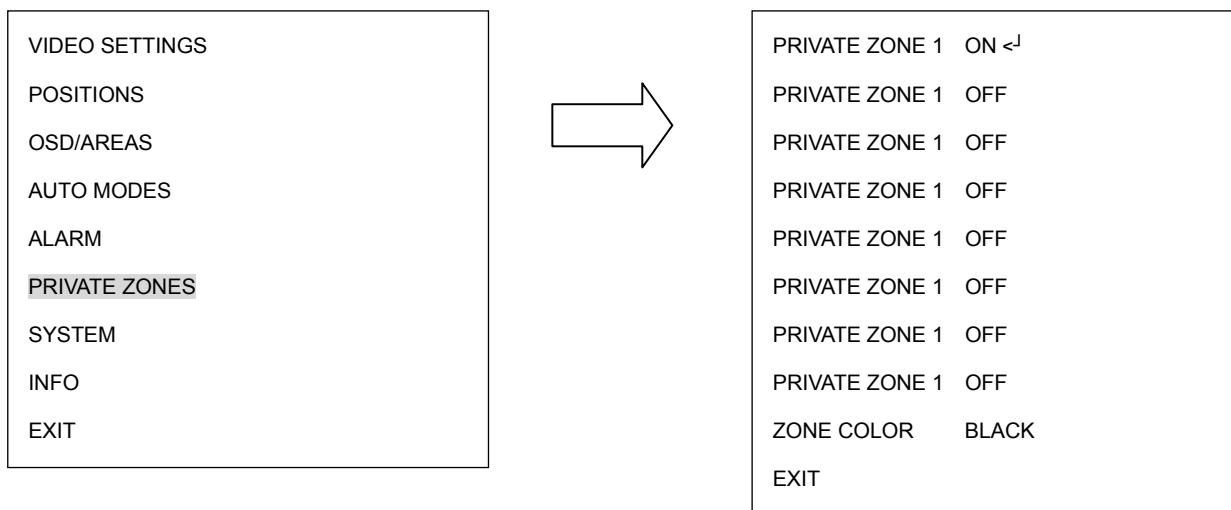 VIDEO SETTINGS
POSITIONS
OSD/AREAS
AUTO MODES
ALARM
PRIVATE ZONES
SYSTEM
INFO
EXIT
PRIVATE ZONE 1 ON <┘
PRIVATE ZONE 1 OFF
PRIVATE ZONE 1 OFF
PRIVATE ZONE 1 OFF
PRIVATE ZONE 1 OFF
PRIVATE ZONE 1 OFF
PRIVATE ZONE 1 OFF
PRIVATE ZONE 1 OFF
ZONE COLOR BLACK
EXIT